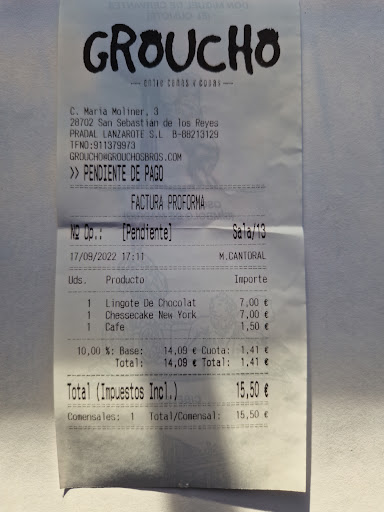 GROUCHO
ENTRE CAÑAS Y COPAS
C. María Moliner, 3
28702 San Sebastián de los Reyes
PRADAL LANZAROTE S.L B-88213129
TFNO:911379973
GROUCHO@GROUCHOSBROS.COM
>> PENDIENTE DE PAGO
FACTURA PROFORMA
Nº Op.: [Pendiente] Sala/13
17/09/2022 17:11 M.CANTORAL
Uds. Producto Importe
1 Lingote De Chocolat 7,00 €
1 Chessecake New York 7,00 €
1 Cafe 1,50 €
10,00 %: Base: 14,09 € Cuota: 1,41 €
Total: 14,09 € Total: 1,41 €
Total (Impuestos Incl.) 15,50 €
Comensales: 1 Total/Comensal: 15,50 €